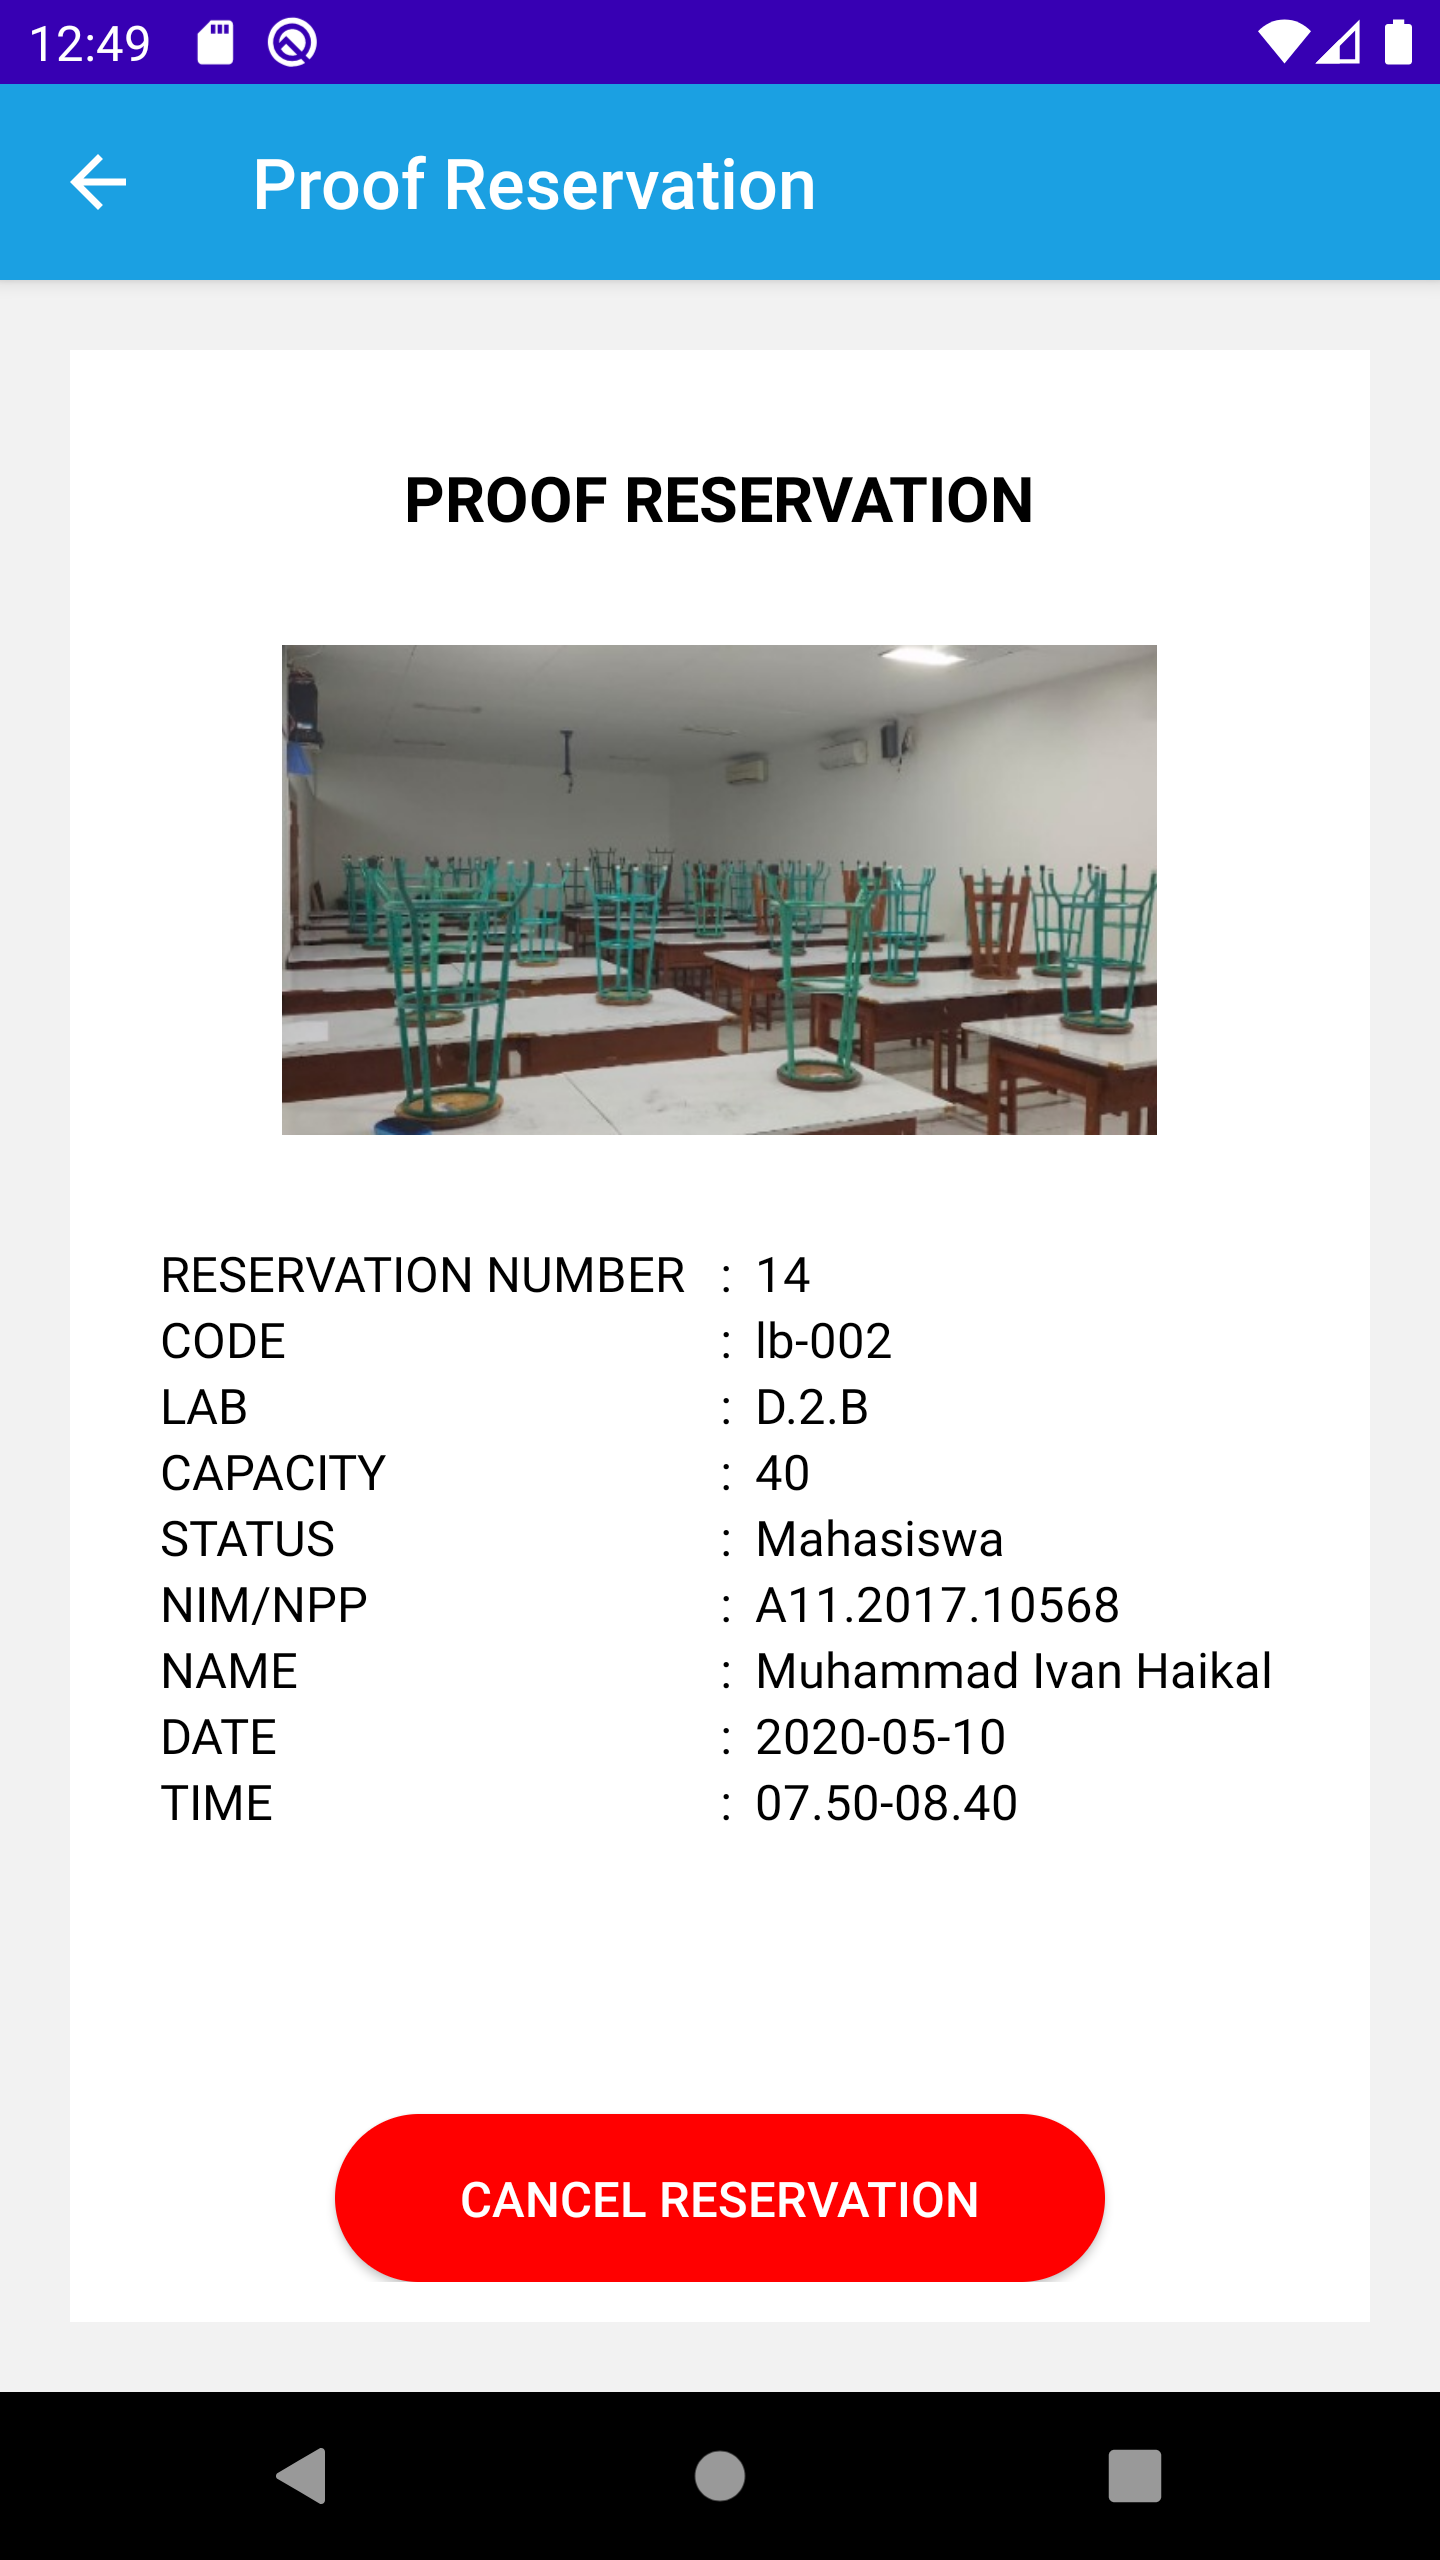 12:49
Proof Reservation
PROOF RESERVATION
RESERVATION NUMBER : 14
CODE : lb-002
LAB : D.2.B
CAPACITY : 40
STATUS : Mahasiswa
NIM/NPP : A11.2017.10568
NAME : Muhammad Ivan Haikal
DATE : 2020-05-10
TIME : 07.50-08.40
CANCEL RESERVATION